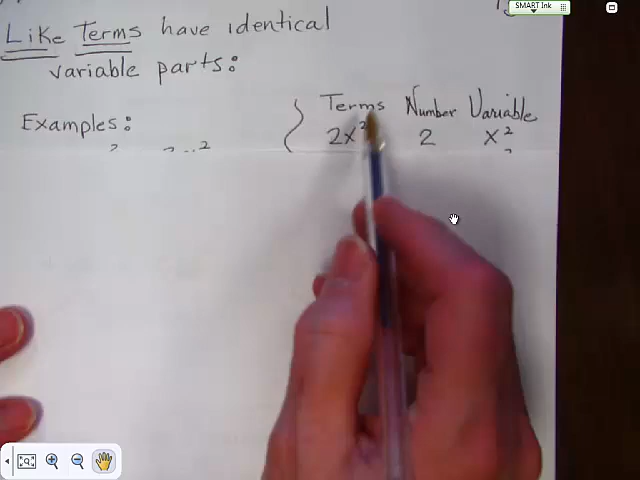 SMART Ink
Like Terms have identical
variable parts:
Examples:
Terms Number Variable
2x² 2 x²